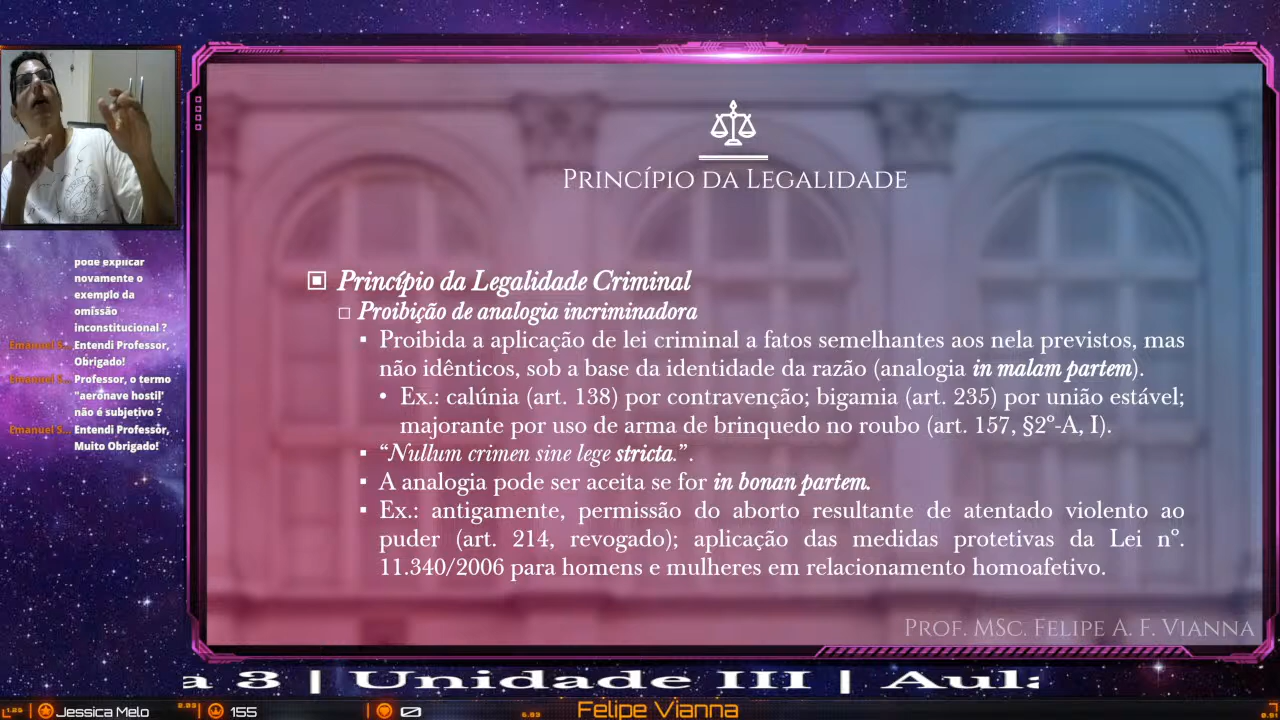 PRINCÍPIO DA LEGALIDADE
Princípio da Legalidade Criminal
Proibição de analogia incriminadora
Proibida a aplicação de lei criminal a fatos semelhantes aos nela previstos, mas
não idênticos, sob a base da identidade da razão (analogia in malam partem).
Ex.: calúnia (art. 138) por contravenção; bigamia (art. 235) por união estável;
majorante por uso de arma de brinquedo no roubo (art. 157, §2º-A, I).
“Nullum crimen sine lege stricta.”.
A analogia pode ser aceita se for in bonan partem.
Ex.: antigamente, permissão do aborto resultante de atentado violento ao
puder (art. 214, revogado); aplicação das medidas protetivas da Lei nº.
11.340/2006 para homens e mulheres em relacionamento homoafetivo.
PROF. MSC. FELIPE A. F. VIANNA
pode explicar
novamente o
exemplo da
omissão
inconstitucional ?
Emanuel S... Entendi Professor,
Obrigado!
Emanuel S... Professor, o termo
"aeronave hostil"
não é subjetivo ?
Emanuel S... Entendi Professor,
Muito Obrigado!
a 3 | Unidade III | Aul
Jessica Melo
155
0
Felipe Vianna